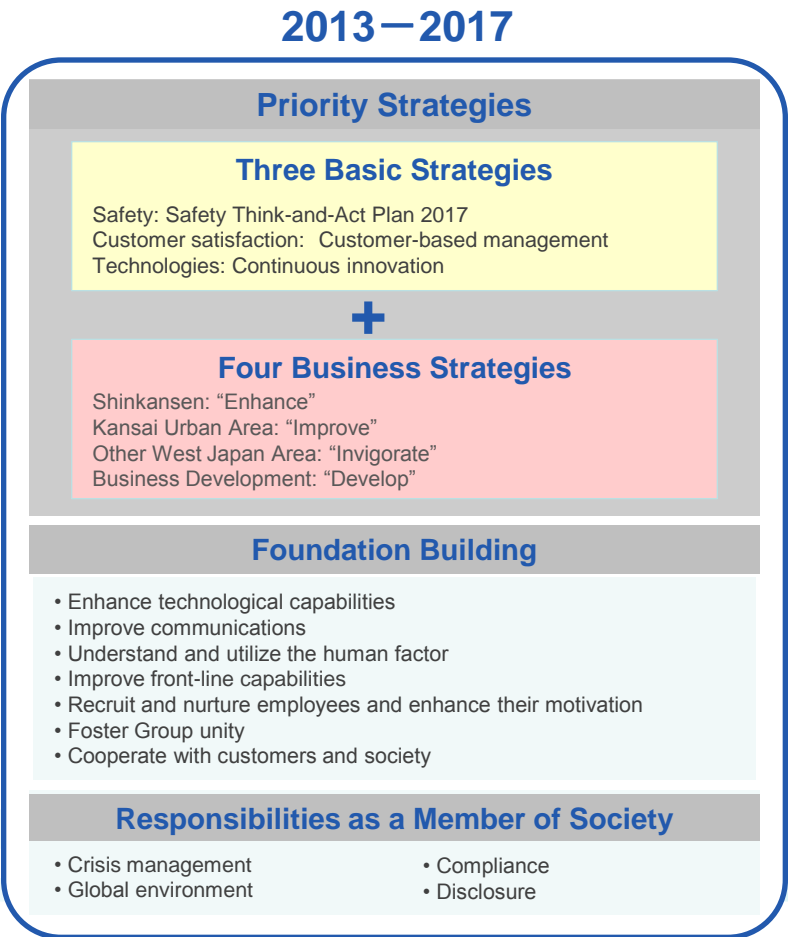 2013－2017
Priority Strategies
Three Basic Strategies
Safety: Safety Think-and-Act Plan 2017
Customer satisfaction: Customer-based management
Technologies: Continuous innovation
+
Four Business Strategies
Shinkansen: “Enhance”
Kansai Urban Area: “Improve”
Other West Japan Area: “Invigorate”
Business Development: “Develop”
Foundation Building
• Enhance technological capabilities
• Improve communications
• Understand and utilize the human factor
• Improve front-line capabilities
• Recruit and nurture employees and enhance their motivation
• Foster Group unity
• Cooperate with customers and society
Responsibilities as a Member of Society
• Crisis management
• Global environment
• Compliance
• Disclosure